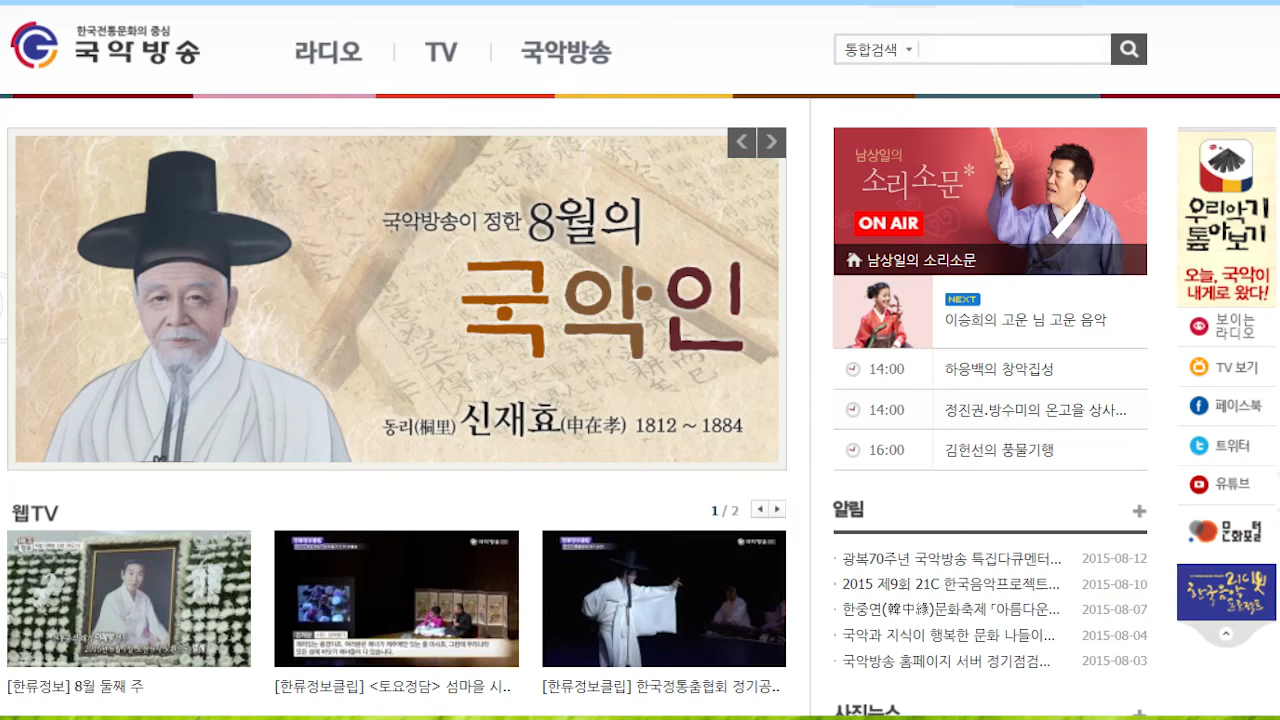 한국전통문화의 중심
국악방송
라디오
TV
국악방송
통합검색
국악방송이 정한 8월의
국악인
동리(桐里) 신재효(申在孝) 1812 ~ 1884
남상일의
소리소문*
ON AIR
남상일의 소리소문
NEXT
이승희의 고운 님 고운 음악
14:00 하응백의 창악집성
14:00 정진권.방수미의 온고을 상사...
16:00 김헌선의 풍물기행
우리악기
톺아보기
오늘, 국악이
내게로 왔다!
보이는
라디오
TV 보기
페이스북
트위터
유튜브
문화포털
21C
한국음악
프로젝트
웹TV
1 / 2
[한류정보] 8월 둘째 주
[한류정보클립] <토요정담> 섬마을 시..
[한류정보클립] 한국정통춤협회 정기공..
알림
· 광복70주년 국악방송 특집다큐멘터... 2015-08-12
· 2015 제9회 21C 한국음악프로젝트... 2015-08-10
· 한중연(韓中緣)문화축제「아름다운... 2015-08-07
· 국악과 지식이 행복한 문화 나들이... 2015-08-04
· 국악방송 홈페이지 서버 정기점검... 2015-08-03
사진뉴스